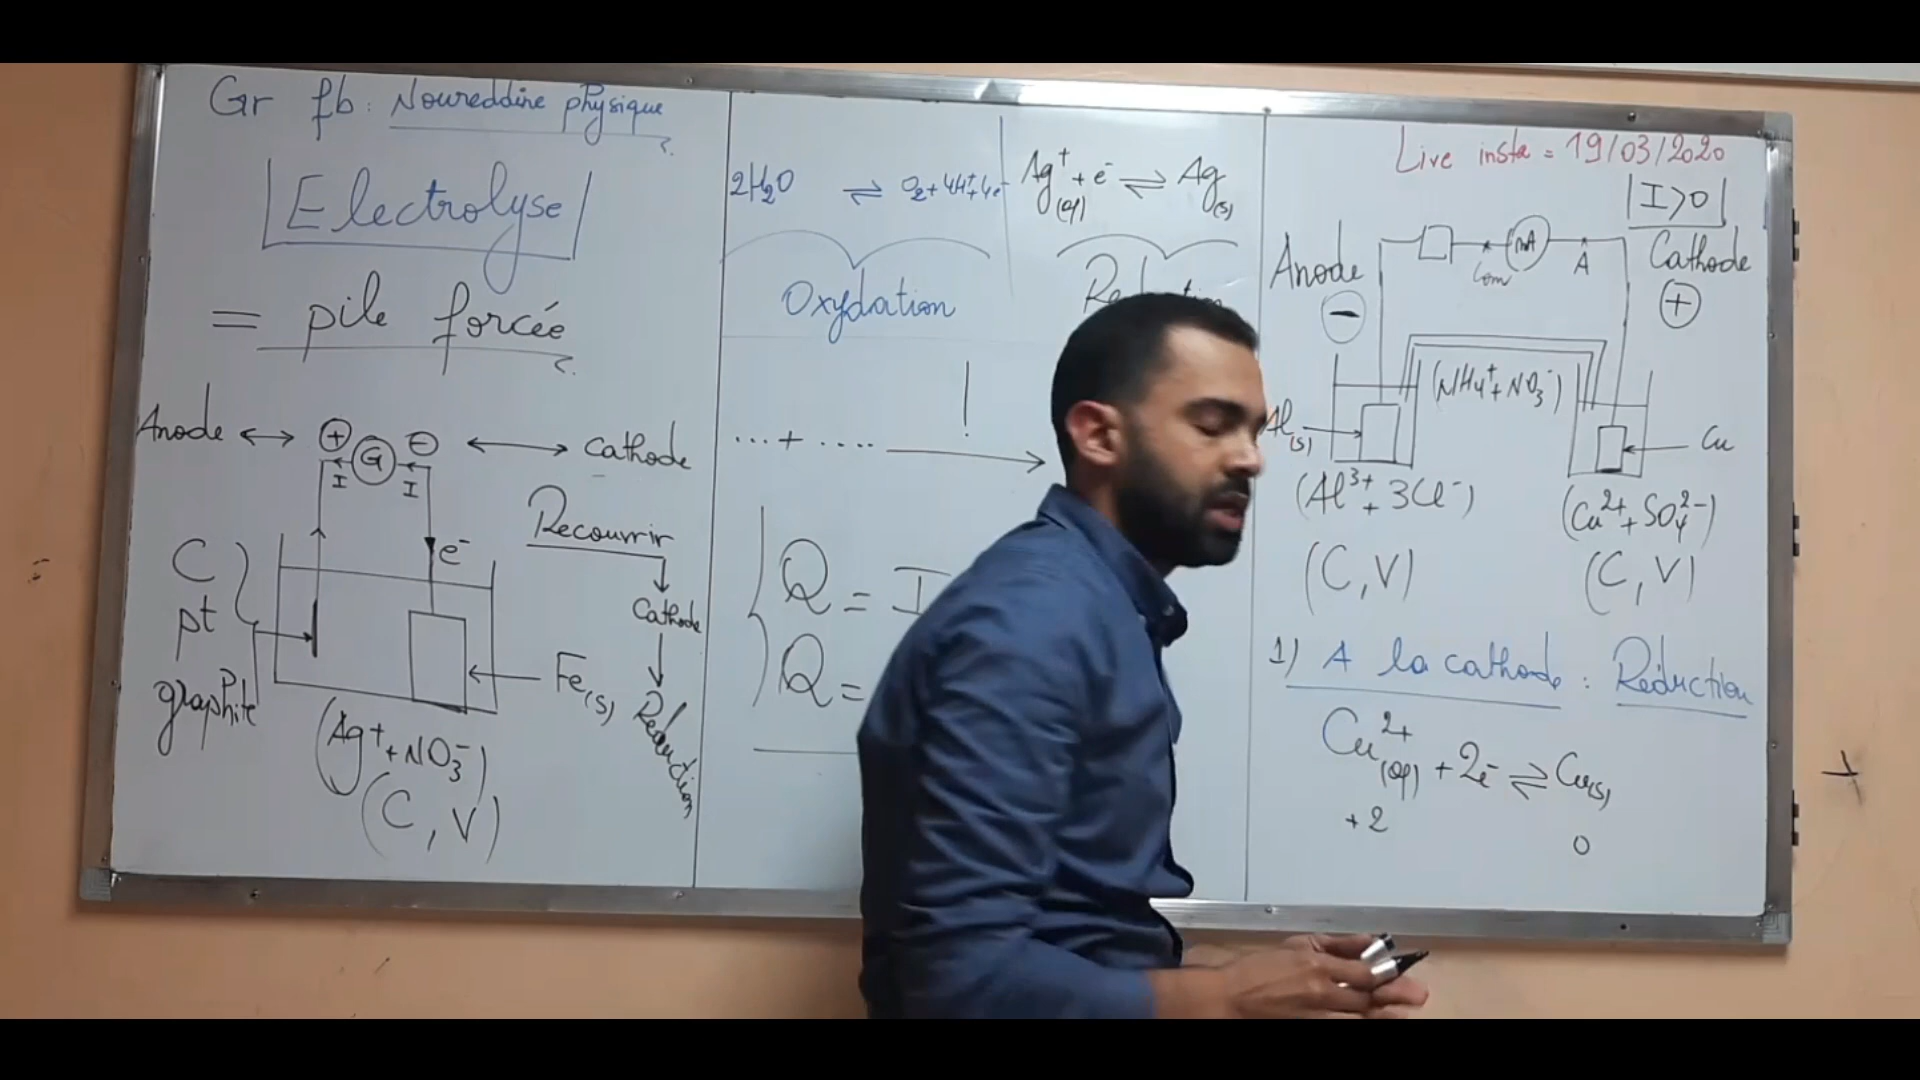 Gr fb: Noureddine physique
Electrolyse
= pile forcée
Anode ↔ + G - ↔ cathode
I I
e⁻
C
pt
graphite
Fe(s)
(Ag⁺ + NO₃⁻)
(C, V)
Recouvrir
Cathode
Réduction
2H₂O ⇌ O₂ + 4H⁺ + 4e⁻
Oxydation
Ag⁺(aq) + e⁻ ⇌ Ag(s)
... + .... ! →
Q = I
Q =
Live insta = 19/03/2020
|I>0|
Anode
-
Com mA A
Cathode
+
(NH₄⁺ + NO₃⁻)
Al(s)
Cu
(Al³⁺ + 3Cl⁻)
(Cu²⁺ + SO₄²⁻)
(C, V)
(C, V)
1) A la cathode : Réduction
Cu²⁺(aq) + 2e⁻ ⇌ Cu(s)
+2 0